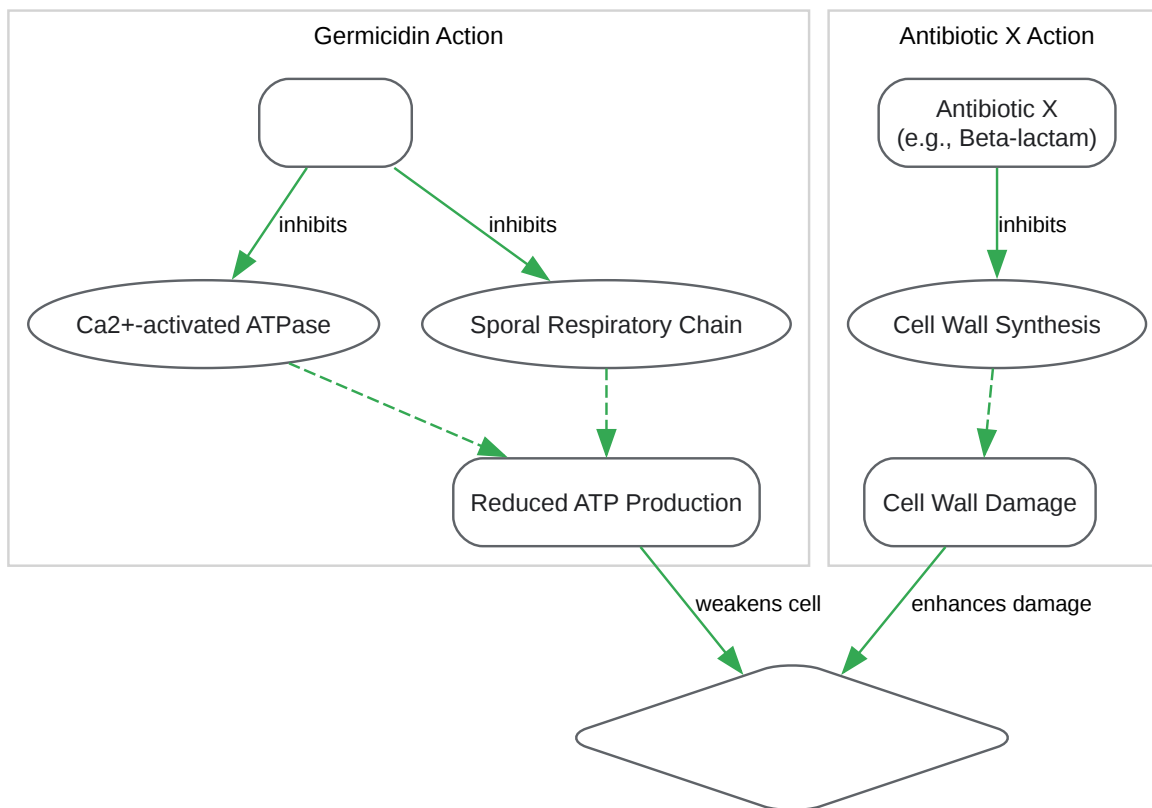 Germicidin Action
Antibiotic X Action
Antibiotic X
(e.g., Beta-lactam)
inhibits
inhibits
inhibits
Ca2+-activated ATPase
Sporal Respiratory Chain
Cell Wall Synthesis
Reduced ATP Production
Cell Wall Damage
weakens cell
enhances damage